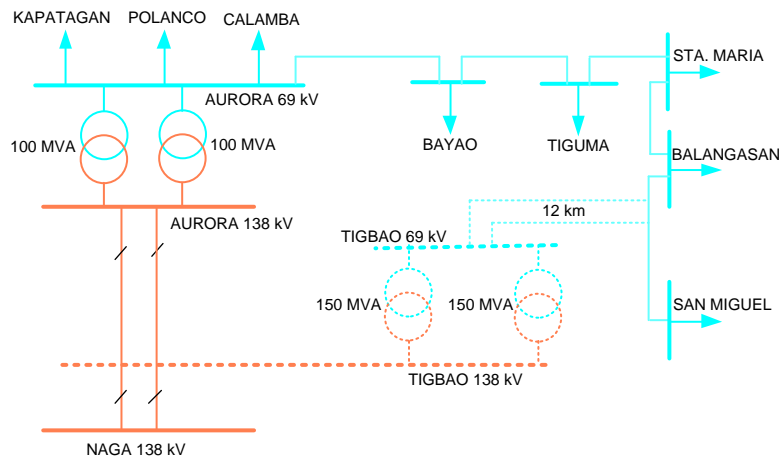 KAPATAGAN
POLANCO
CALAMBA
STA. MARIA
AURORA 69 kV
100 MVA
100 MVA
BAYAO
TIGUMA
BALANGASAN
AURORA 138 kV
12 km
TIGBAO 69 kV
150 MVA
150 MVA
SAN MIGUEL
TIGBAO 138 kV
NAGA 138 kV